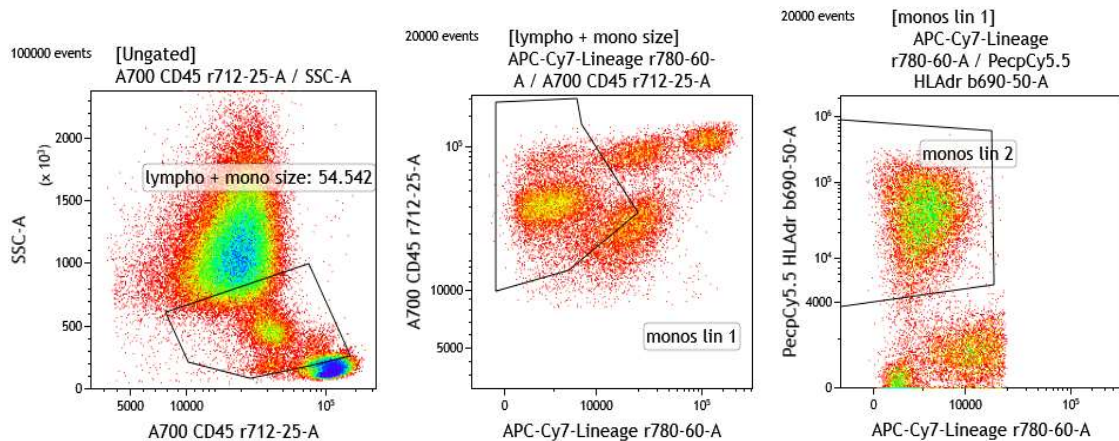 100000 events
[Ungated]
A700 CD45 r712-25-A / SSC-A
SSC-A
(x 10³)
2000
1500
1000
500
0
lympho + mono size: 54.542
5000
10000
10⁵
A700 CD45 r712-25-A
20000 events
[lympho + mono size]
APC-Cy7-Lineage r780-60-
A / A700 CD45 r712-25-A
A700 CD45 r712-25-A
10⁵
10000
5000
monos lin 1
0
10000
10⁵
APC-Cy7-Lineage r780-60-A
20000 events
[monos lin 1]
APC-Cy7-Lineage
r780-60-A / PecpCy5.5
HLAdr b690-50-A
PecpCy5.5 HLAdr b690-50-A
10⁶
10⁵
10⁴
4000
0
monos lin 2
0
10000
10⁵
APC-Cy7-Lineage r780-60-A